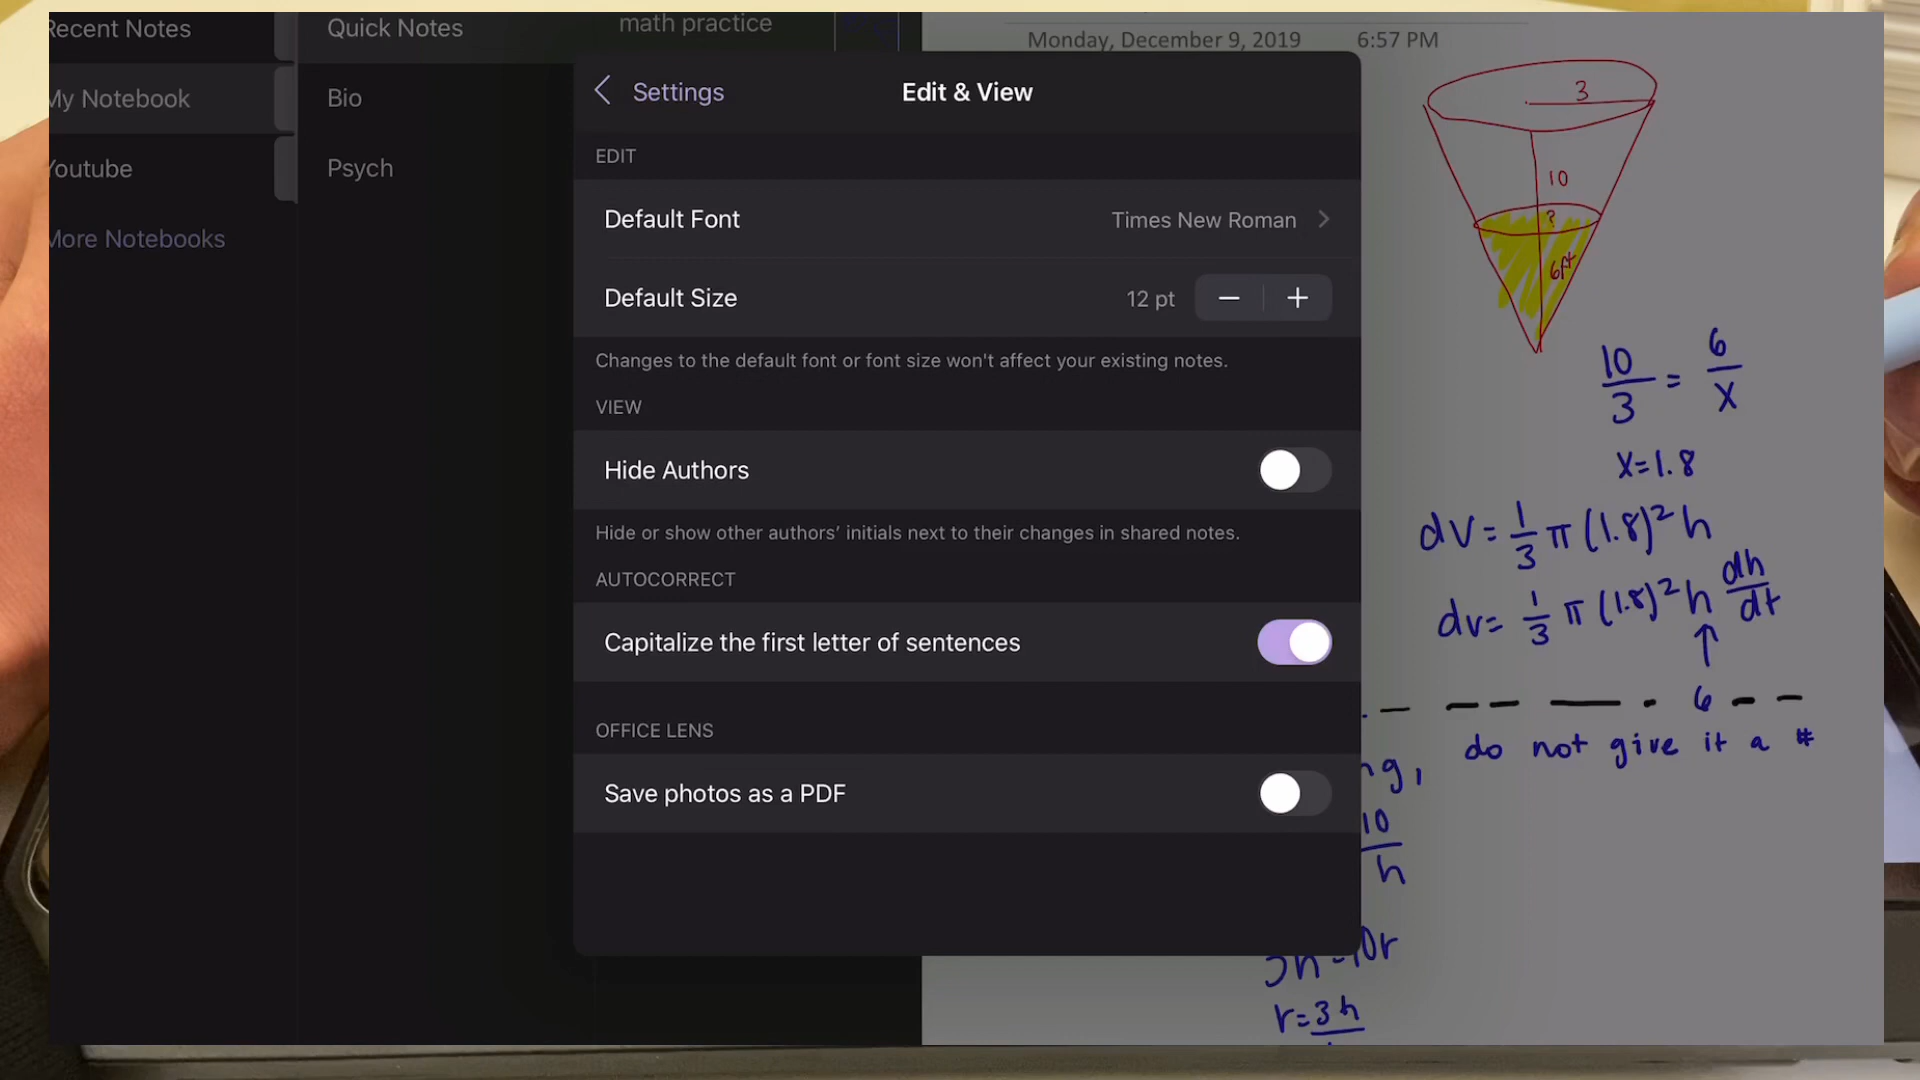 Recent Notes
My Notebook
Youtube
More Notebooks
Quick Notes
Bio
Psych
math practice
Monday, December 9, 2019 6:57 PM
Settings
Edit & View
EDIT
Default Font Times New Roman
Default Size 12 pt − +
Changes to the default font or font size won't affect your existing notes.
VIEW
Hide Authors
Hide or show other authors’ initials next to their changes in shared notes.
AUTOCORRECT
Capitalize the first letter of sentences
OFFICE LENS
Save photos as a PDF
3
10
?
6ft
10/3 = 6/x
x=1.8
dV = 1/3 π (1.8)² h
dv= 1/3 π (1.8)² h dh/dt
6
do not give it a #
10/h
3h = 10r
r=3h